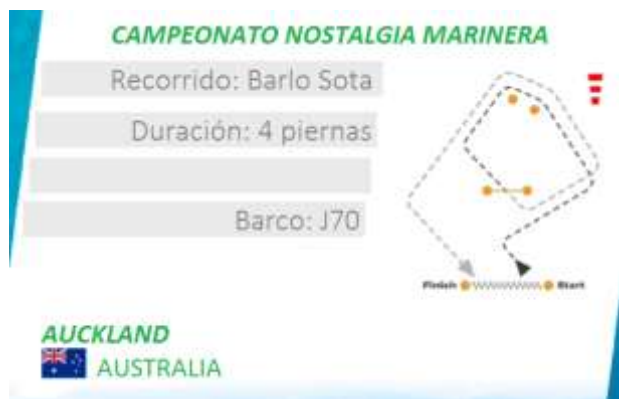 CAMPEONATO NOSTALGIA MARINERA
Recorrido: Barlo Sota
Duración: 4 piernas
Barco: J70
Finish Start
AUCKLAND
AUSTRALIA